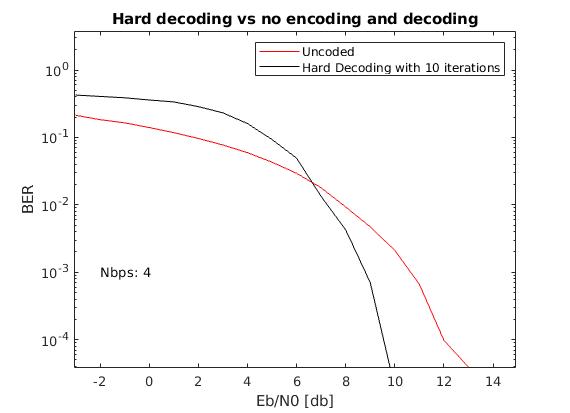 Hard decoding vs no encoding and decoding
Uncoded
Hard Decoding with 10 iterations
10^0
10^-1
10^-2
10^-3
10^-4
BER
Nbps: 4
-2 0 2 4 6 8 10 12 14
Eb/N0 [db]